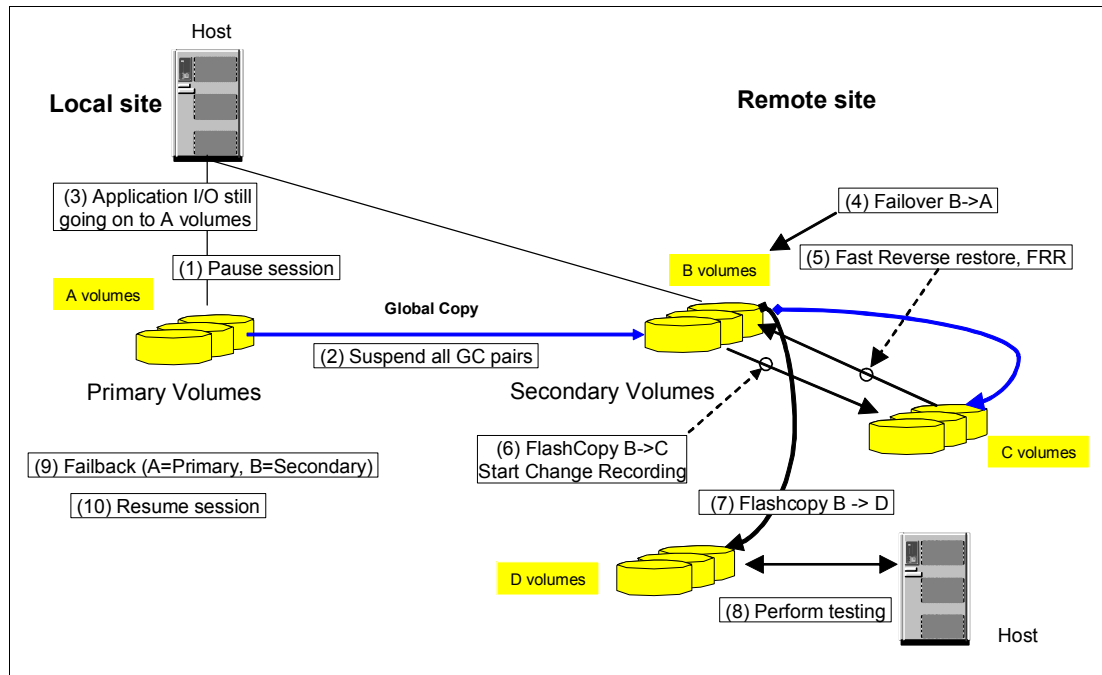 Host
Local site
Remote site
(3) Application I/O still
going on to A volumes
(4) Failover B->A
(1) Pause session
B volumes
(5) Fast Reverse restore, FRR
A volumes
Global Copy
(2) Suspend all GC pairs
Primary Volumes
Secondary Volumes
(6) FlashCopy B->C
Start Change Recording
C volumes
(9) Failback (A=Primary, B=Secondary)
(10) Resume session
(7) Flashcopy B -> D
D volumes
(8) Perform testing
Host